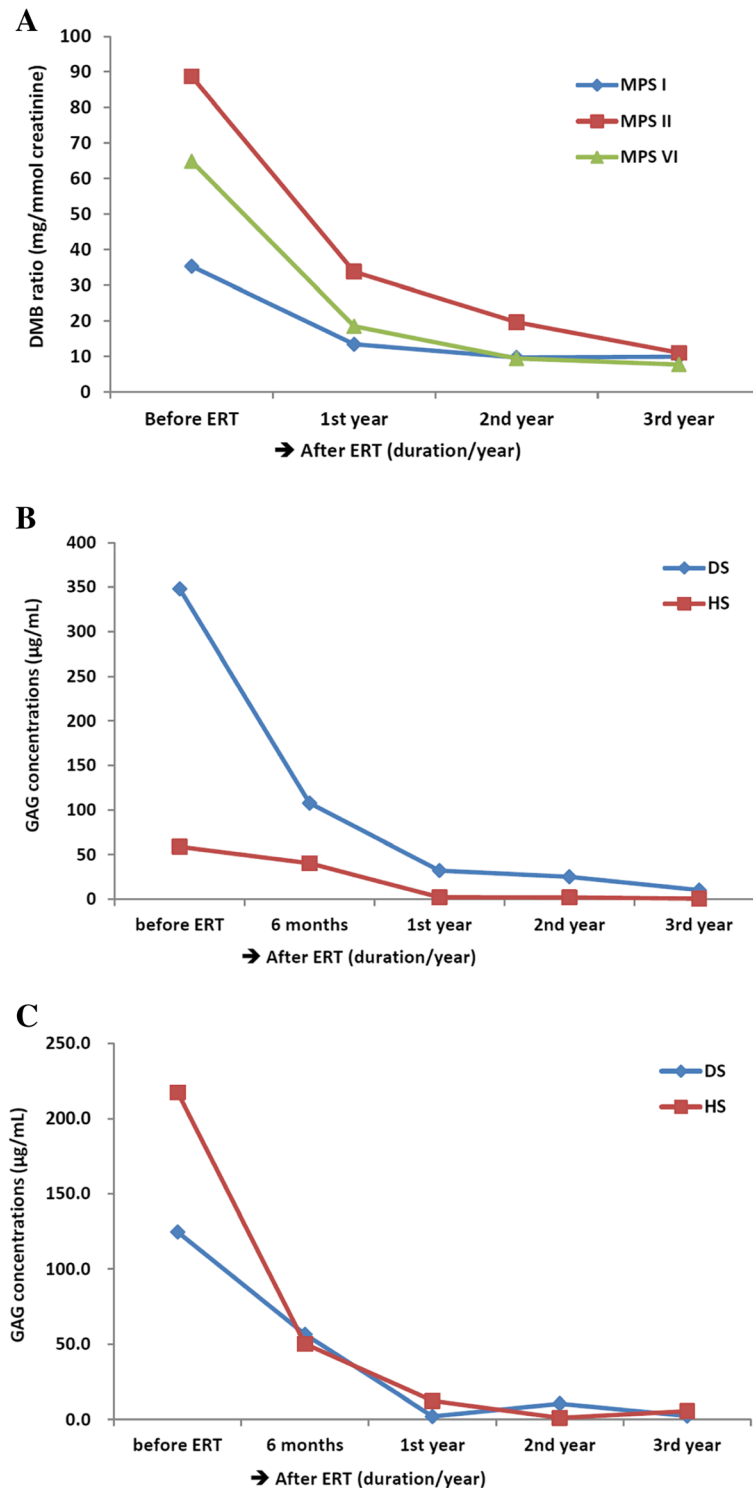 A
DMB ratio (mg/mmol creatinine)
100
90
80
70
60
50
40
30
20
10
0
MPS I
MPS II
MPS VI
Before ERT 1st year 2nd year 3rd year
➔ After ERT (duration/year)
B
GAG concentrations (µg/mL)
400
350
300
250
200
150
100
50
0
DS
HS
before ERT 6 months 1st year 2nd year 3rd year
➔ After ERT (duration/year)
C
GAG concentrations (µg/mL)
250.0
200.0
150.0
100.0
50.0
0.0
DS
HS
before ERT 6 months 1st year 2nd year 3rd year
➔ After ERT (duration/year)